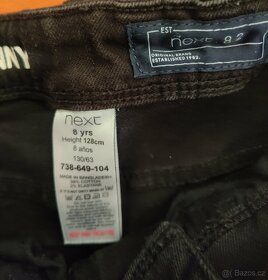 NNY
EST
next
BRAND
ORIGINAL DESIGN
ESTABLISHED 1982.
next
8 yrs
Height 128cm
8 años
130/63
738-649-104
MADE IN BANGLADESH
98% COTTON
2% ELASTANE
Bazos.cz